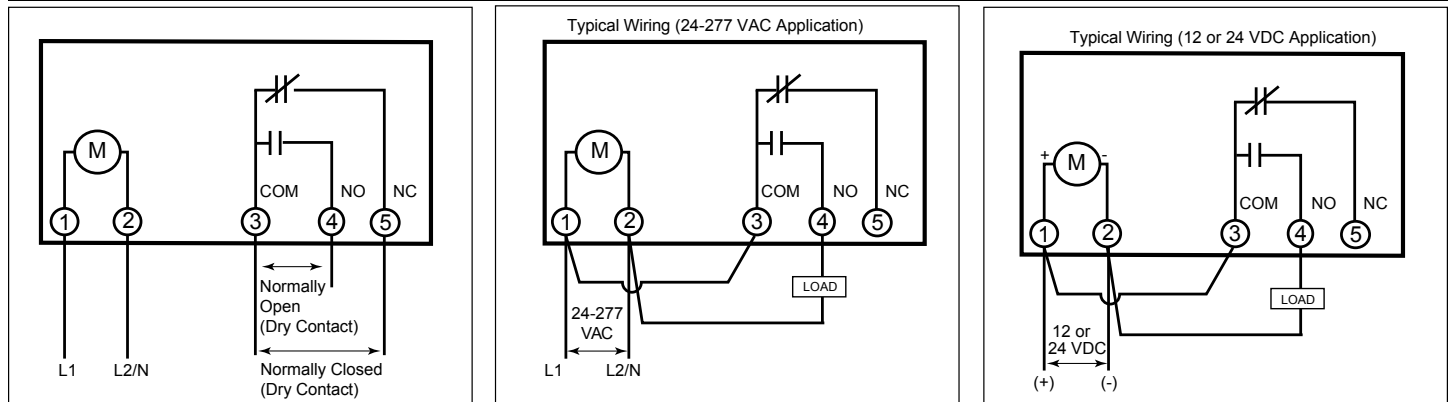 M
COM NO NC
1 2 3 4 5
Normally
Open
(Dry Contact)
Normally Closed
(Dry Contact)
L1 L2/N
Typical Wiring (24-277 VAC Application)
M
COM NO NC
1 2 3 4 5
LOAD
24-277
VAC
L1 L2/N
Typical Wiring (12 or 24 VDC Application)
+ M -
COM NO NC
1 2 3 4 5
LOAD
12 or
24 VDC
(+) (-)